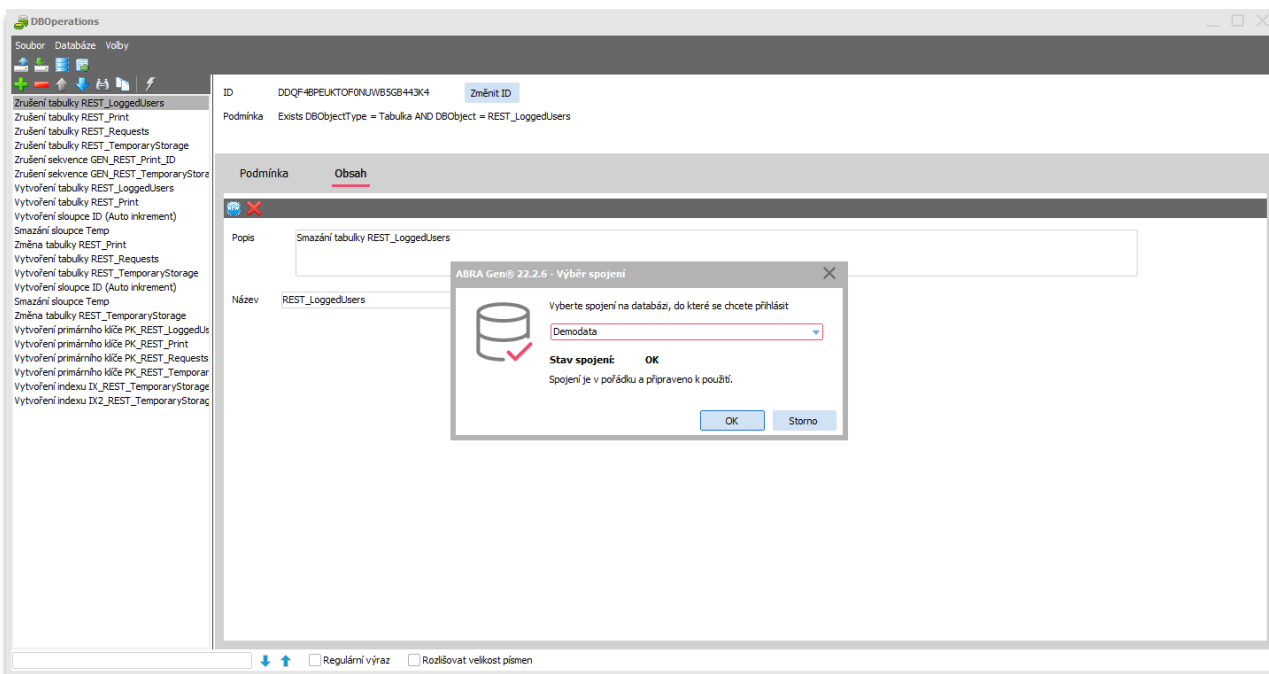 DBOperations
Soubor Databáze Volby
Zrušení tabulky REST_LoggedUsers
Zrušení tabulky REST_Print
Zrušení tabulky REST_Requests
Zrušení tabulky REST_TemporaryStorage
Zrušení sekvence GEN_REST_Print_ID
Zrušení sekvence GEN_REST_TemporaryStora
Vytvoření tabulky REST_LoggedUsers
Vytvoření tabulky REST_Print
Vytvoření sloupce ID (Auto inkrement)
Smazání sloupce Temp
Změna tabulky REST_Print
Vytvoření tabulky REST_Requests
Vytvoření tabulky REST_TemporaryStorage
Vytvoření sloupce ID (Auto inkrement)
Smazání sloupce Temp
Změna tabulky REST_TemporaryStorage
Vytvoření primárního klíče PK_REST_LoggedUs
Vytvoření primárního klíče PK_REST_Print
Vytvoření primárního klíče PK_REST_Requests
Vytvoření primárního klíče PK_REST_Temporar
Vytvoření indexu IX_REST_TemporaryStorage
Vytvoření indexu IX2_REST_TemporaryStorag
ID DDQF4BPEUKTOF0NUWB5GB443K4 Změnit ID
Podmínka Exists DBObjectType = Tabulka AND DBObject = REST_LoggedUsers
Podmínka Obsah
NEW
Popis Smazání tabulky REST_LoggedUsers
Název REST_LoggedUsers
ABRA Gen® 22.2.6 - Výběr spojení
Vyberte spojení na databázi, do které se chcete přihlásit
Demodata
Stav spojení: OK
Spojení je v pořádku a připraveno k použití.
OK Storno
Regulární výraz Rozlišovat velikost písmen